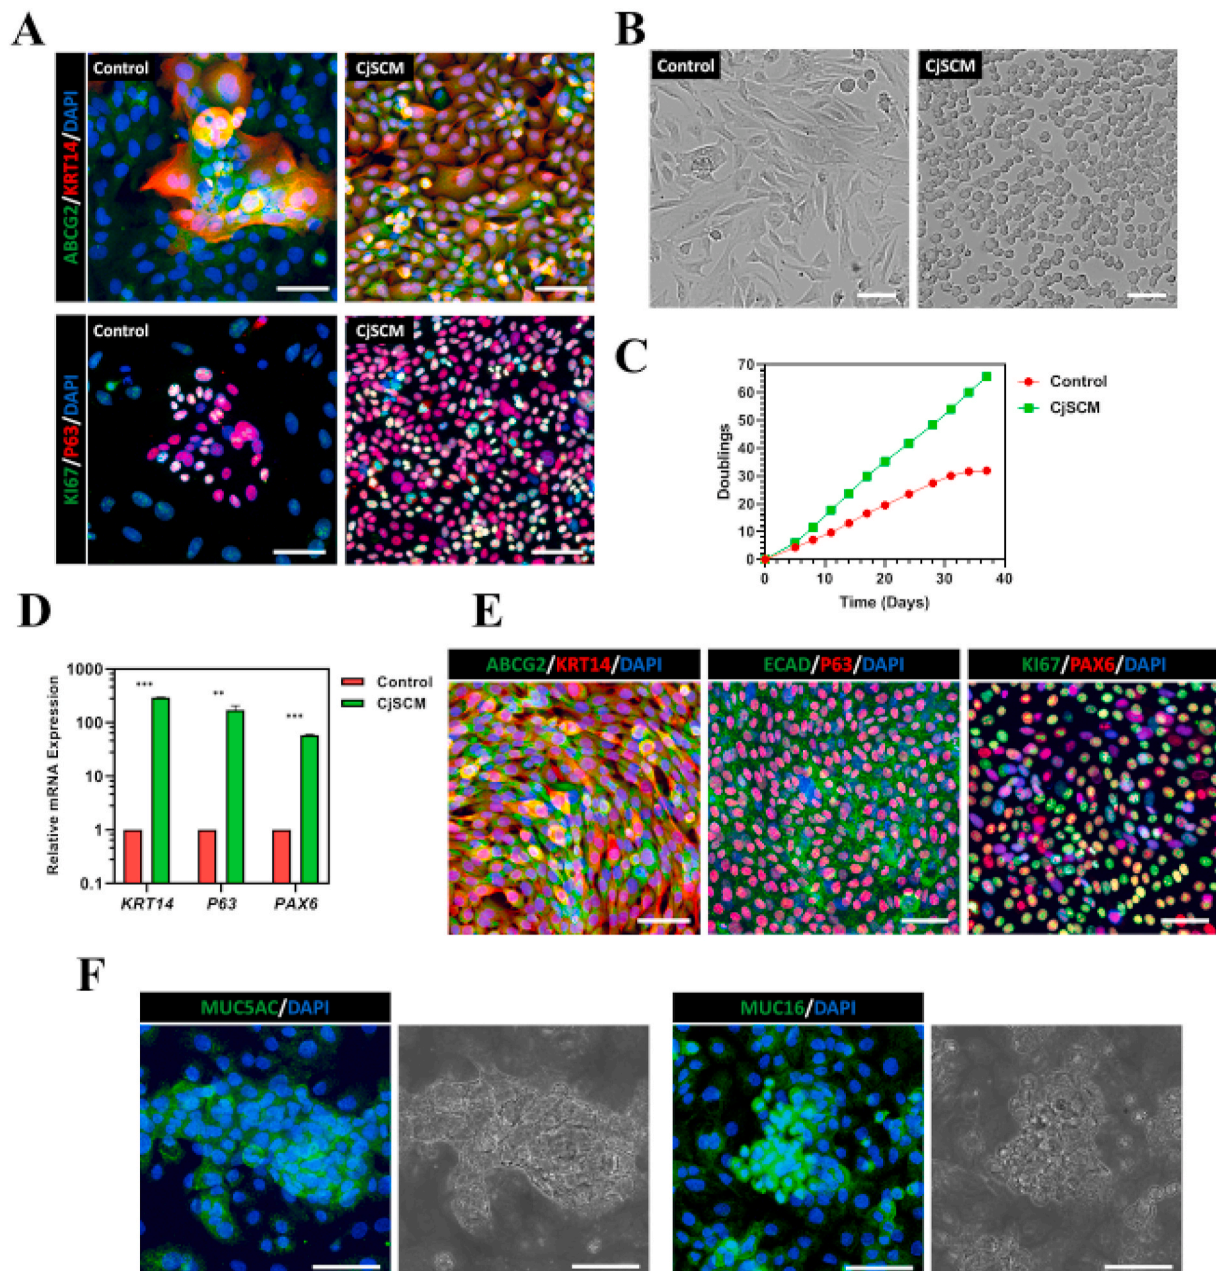 A
ABCG2/KRT14/DAPI
Control
CjSCM
KI67/P63/DAPI
Control
CjSCM
B
Control
CjSCM
C
70
60
50
40
30
20
10
0
Doublings
0
10
20
30
40
Time (Days)
Control
CjSCM
D
Relative mRNA Expression
1000
100
10
1
0.1
***
**
***
KRT14
P63
PAX6
Control
CjSCM
E
ABCG2/KRT14/DAPI
ECAD/P63/DAPI
KI67/PAX6/DAPI
F
MUC5AC/DAPI
MUC16/DAPI